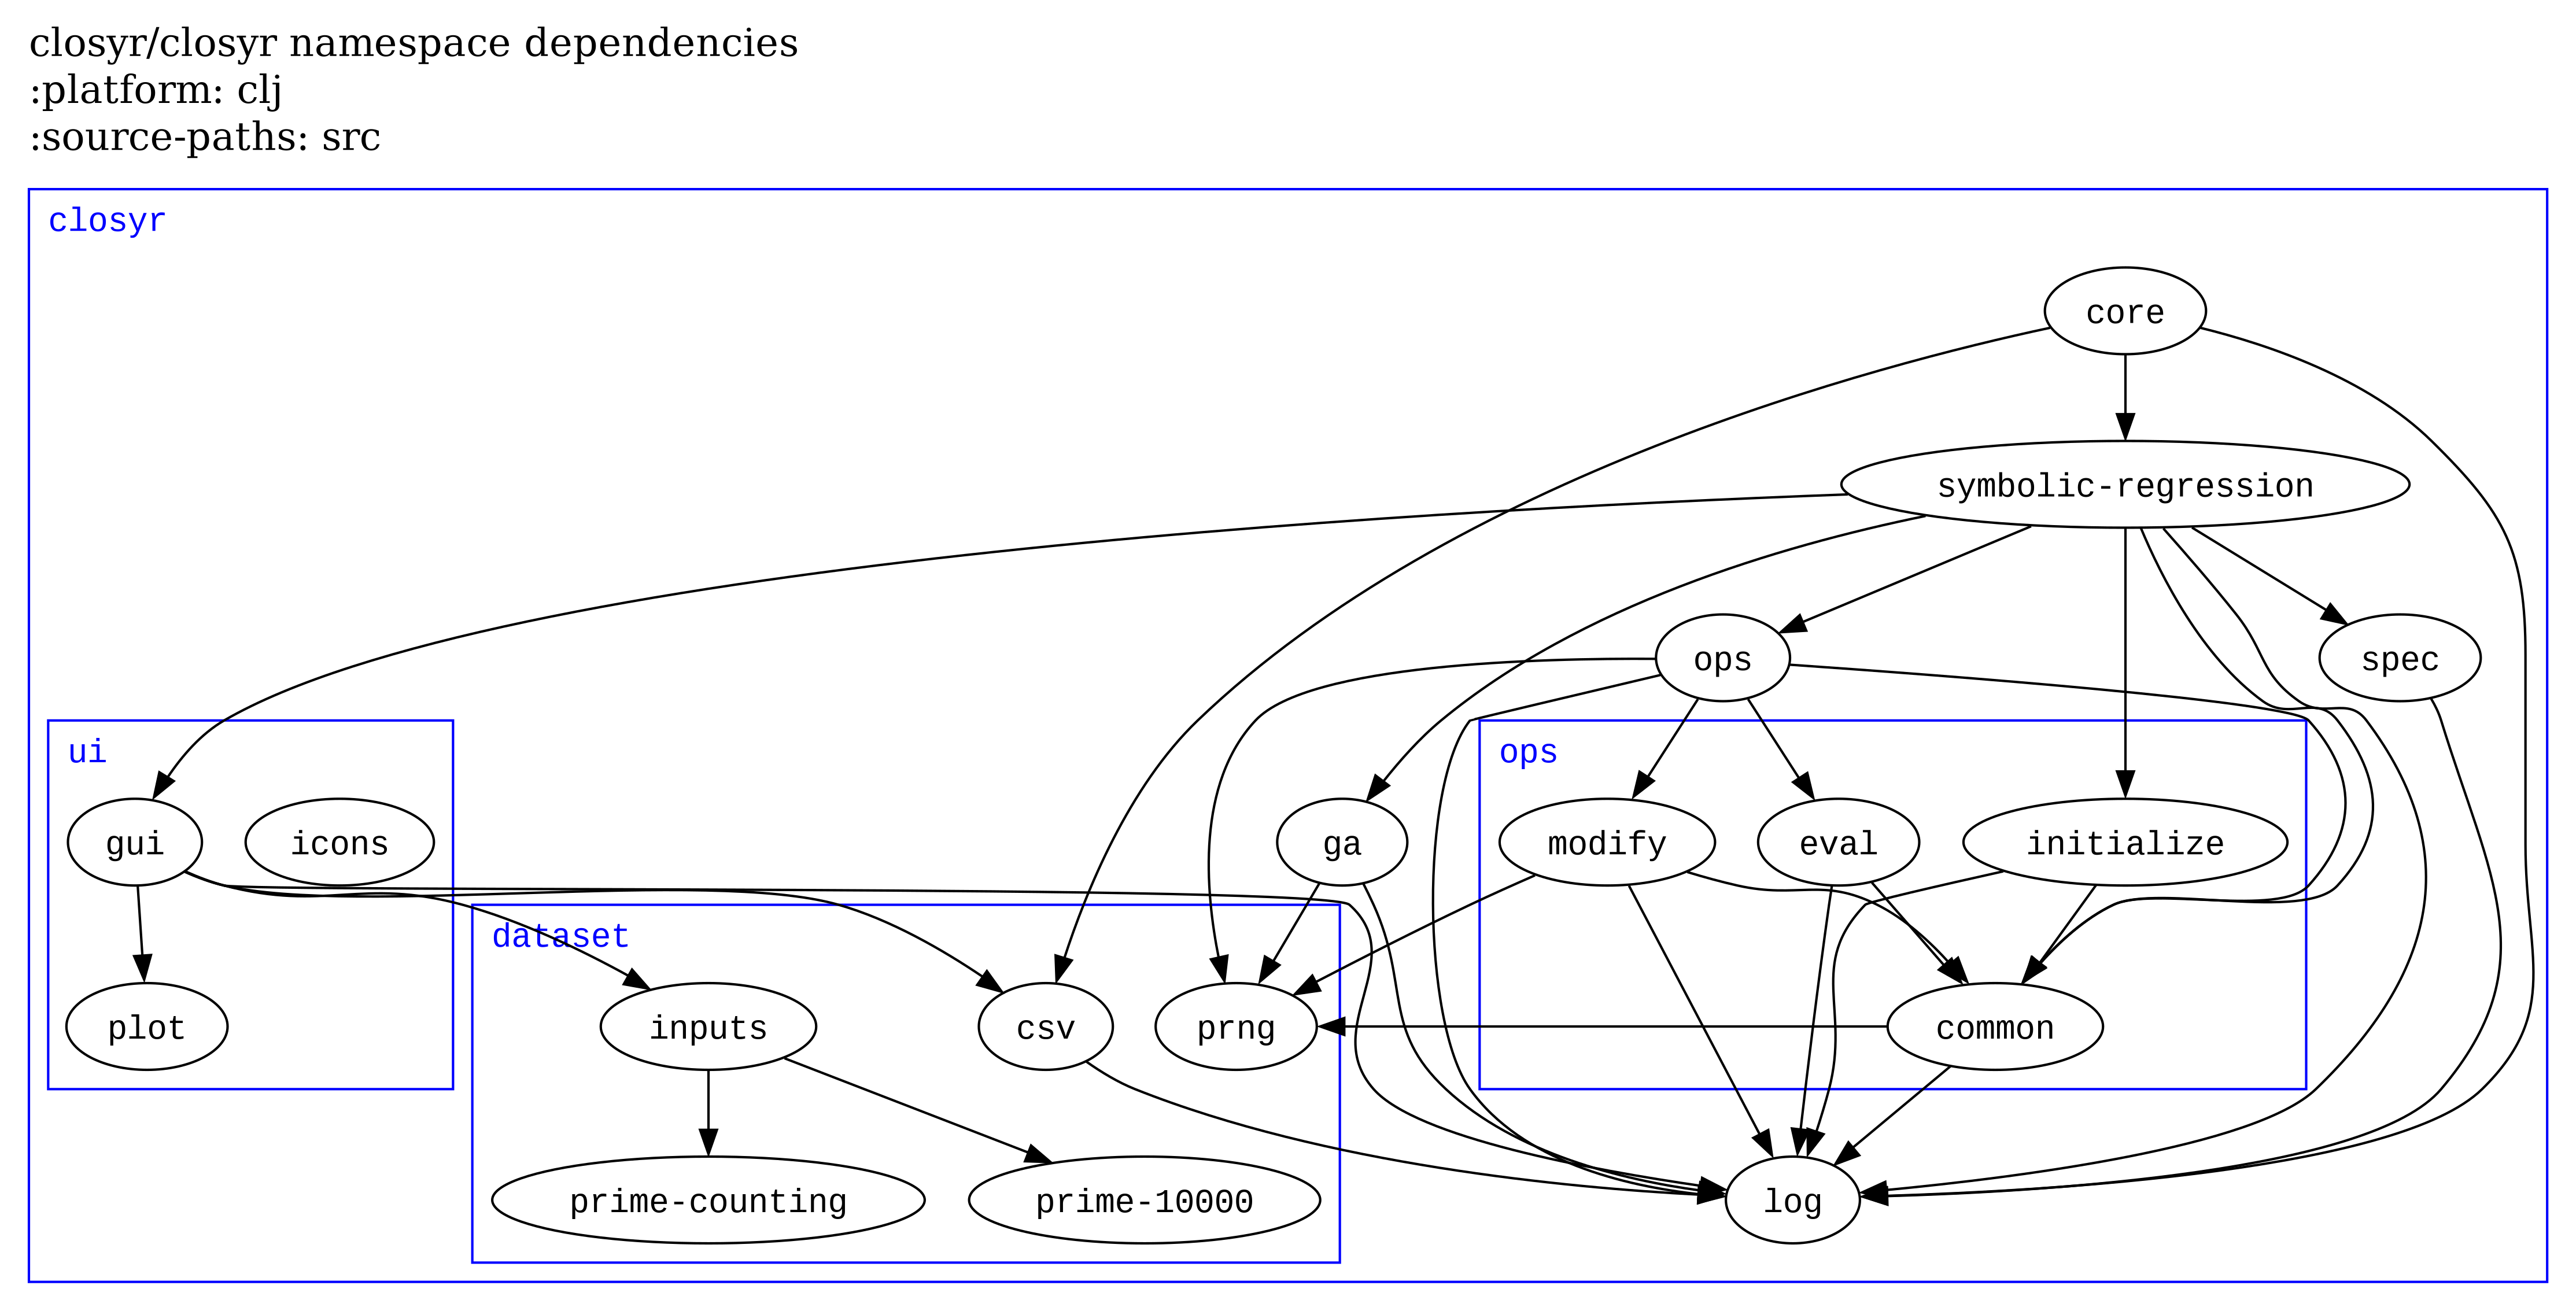 closyr/closyr namespace dependencies
:platform: clj
:source-paths: src
closyr
core
symbolic-regression
ops
spec
ui
ops
gui
icons
ga
modify
eval
initialize
dataset
plot
inputs
csv
prng
common
prime-counting
prime-10000
log